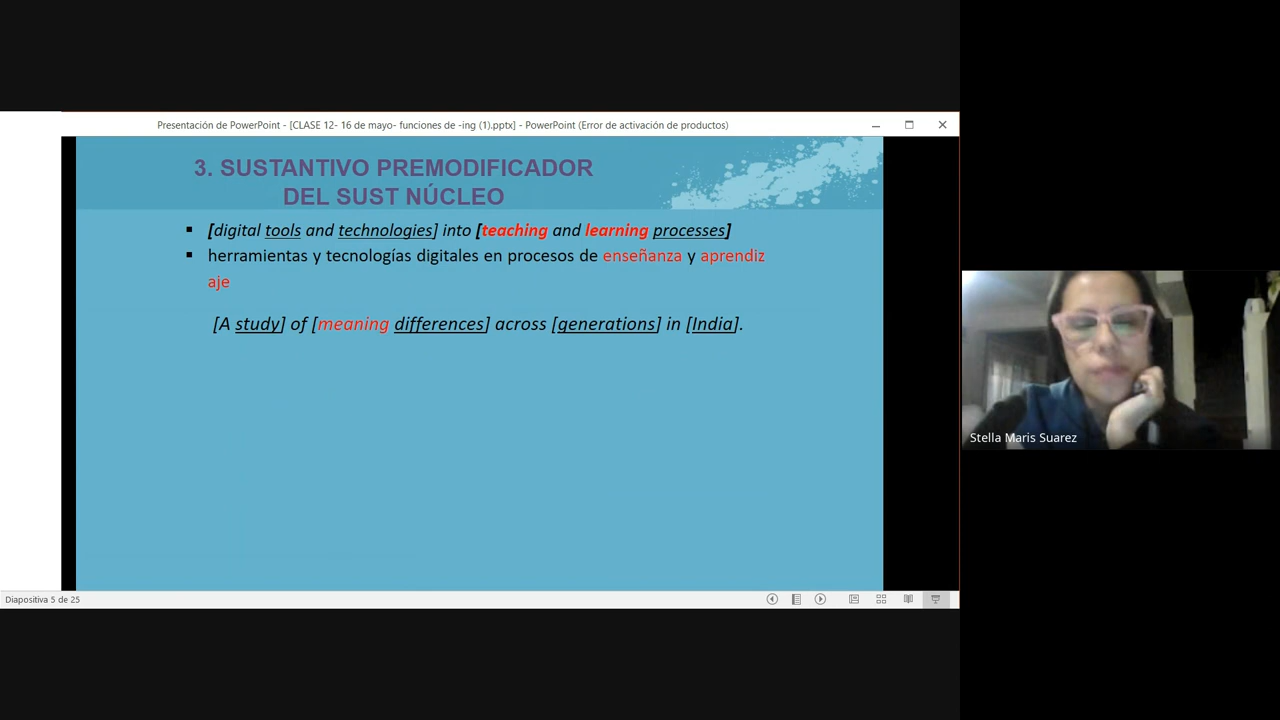 Presentación de PowerPoint - [CLASE 12- 16 de mayo- funciones de -ing (1).pptx] - PowerPoint (Error de activación de productos)
3. SUSTANTIVO PREMODIFICADOR
DEL SUST NÚCLEO
▪ [digital tools and technologies] into [teaching and learning processes]
▪ herramientas y tecnologías digitales en procesos de enseñanza y aprendiz
aje
[A study] of [meaning differences] across [generations] in [India].
Stella Maris Suarez
Diapositiva 5 de 25